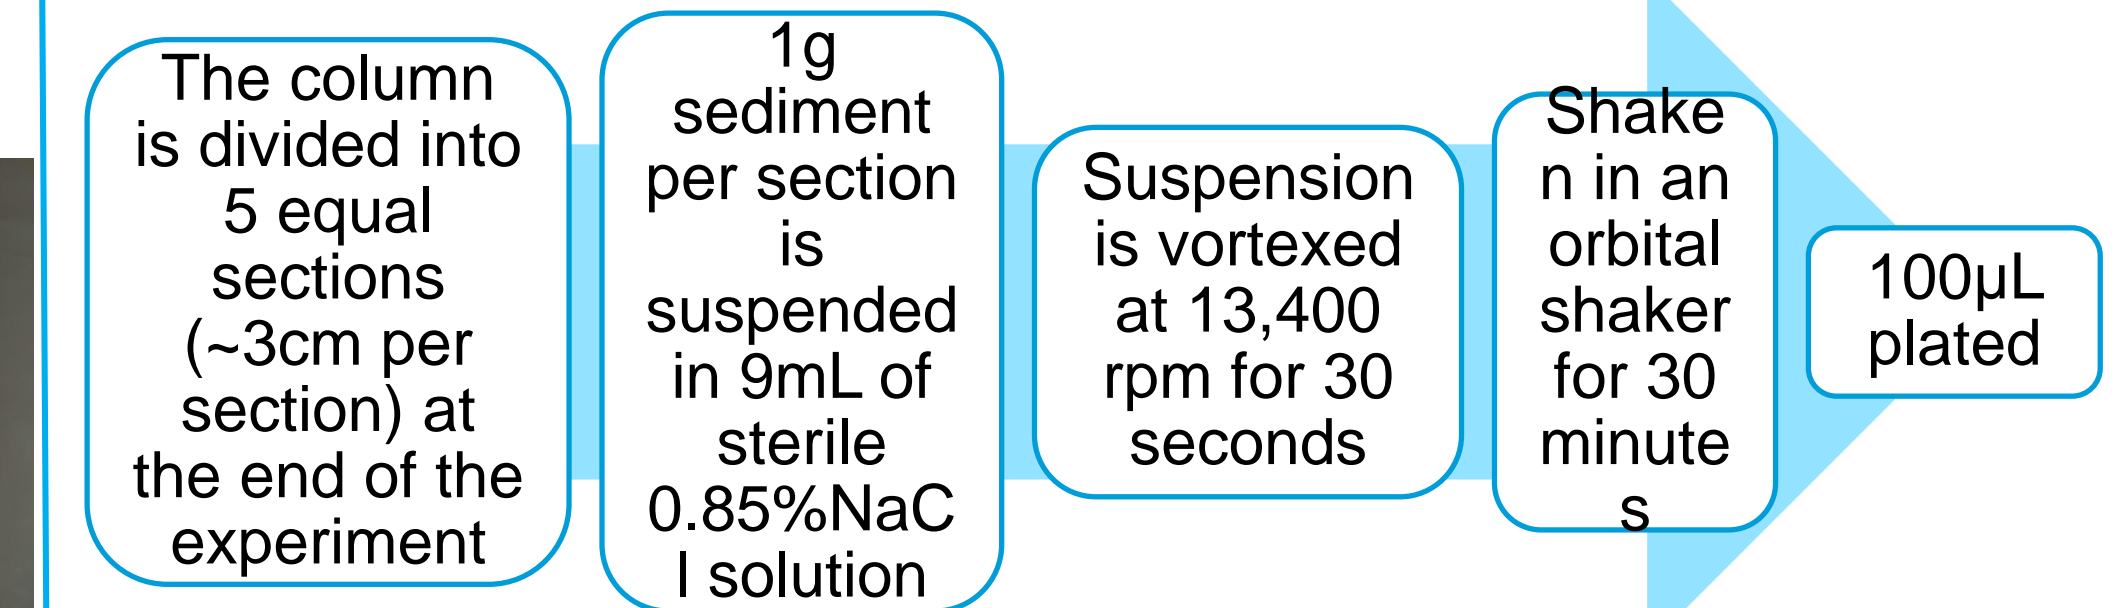 The column
is divided into
5 equal
sections
(~3cm per
section) at
the end of the
experiment
1g
sediment
per section
is
suspended
in 9mL of
sterile
0.85%NaC
l solution
Suspension
is vortexed
at 13,400
rpm for 30
seconds
Shake
n in an
orbital
shaker
for 30
minute
s
100µL
plated